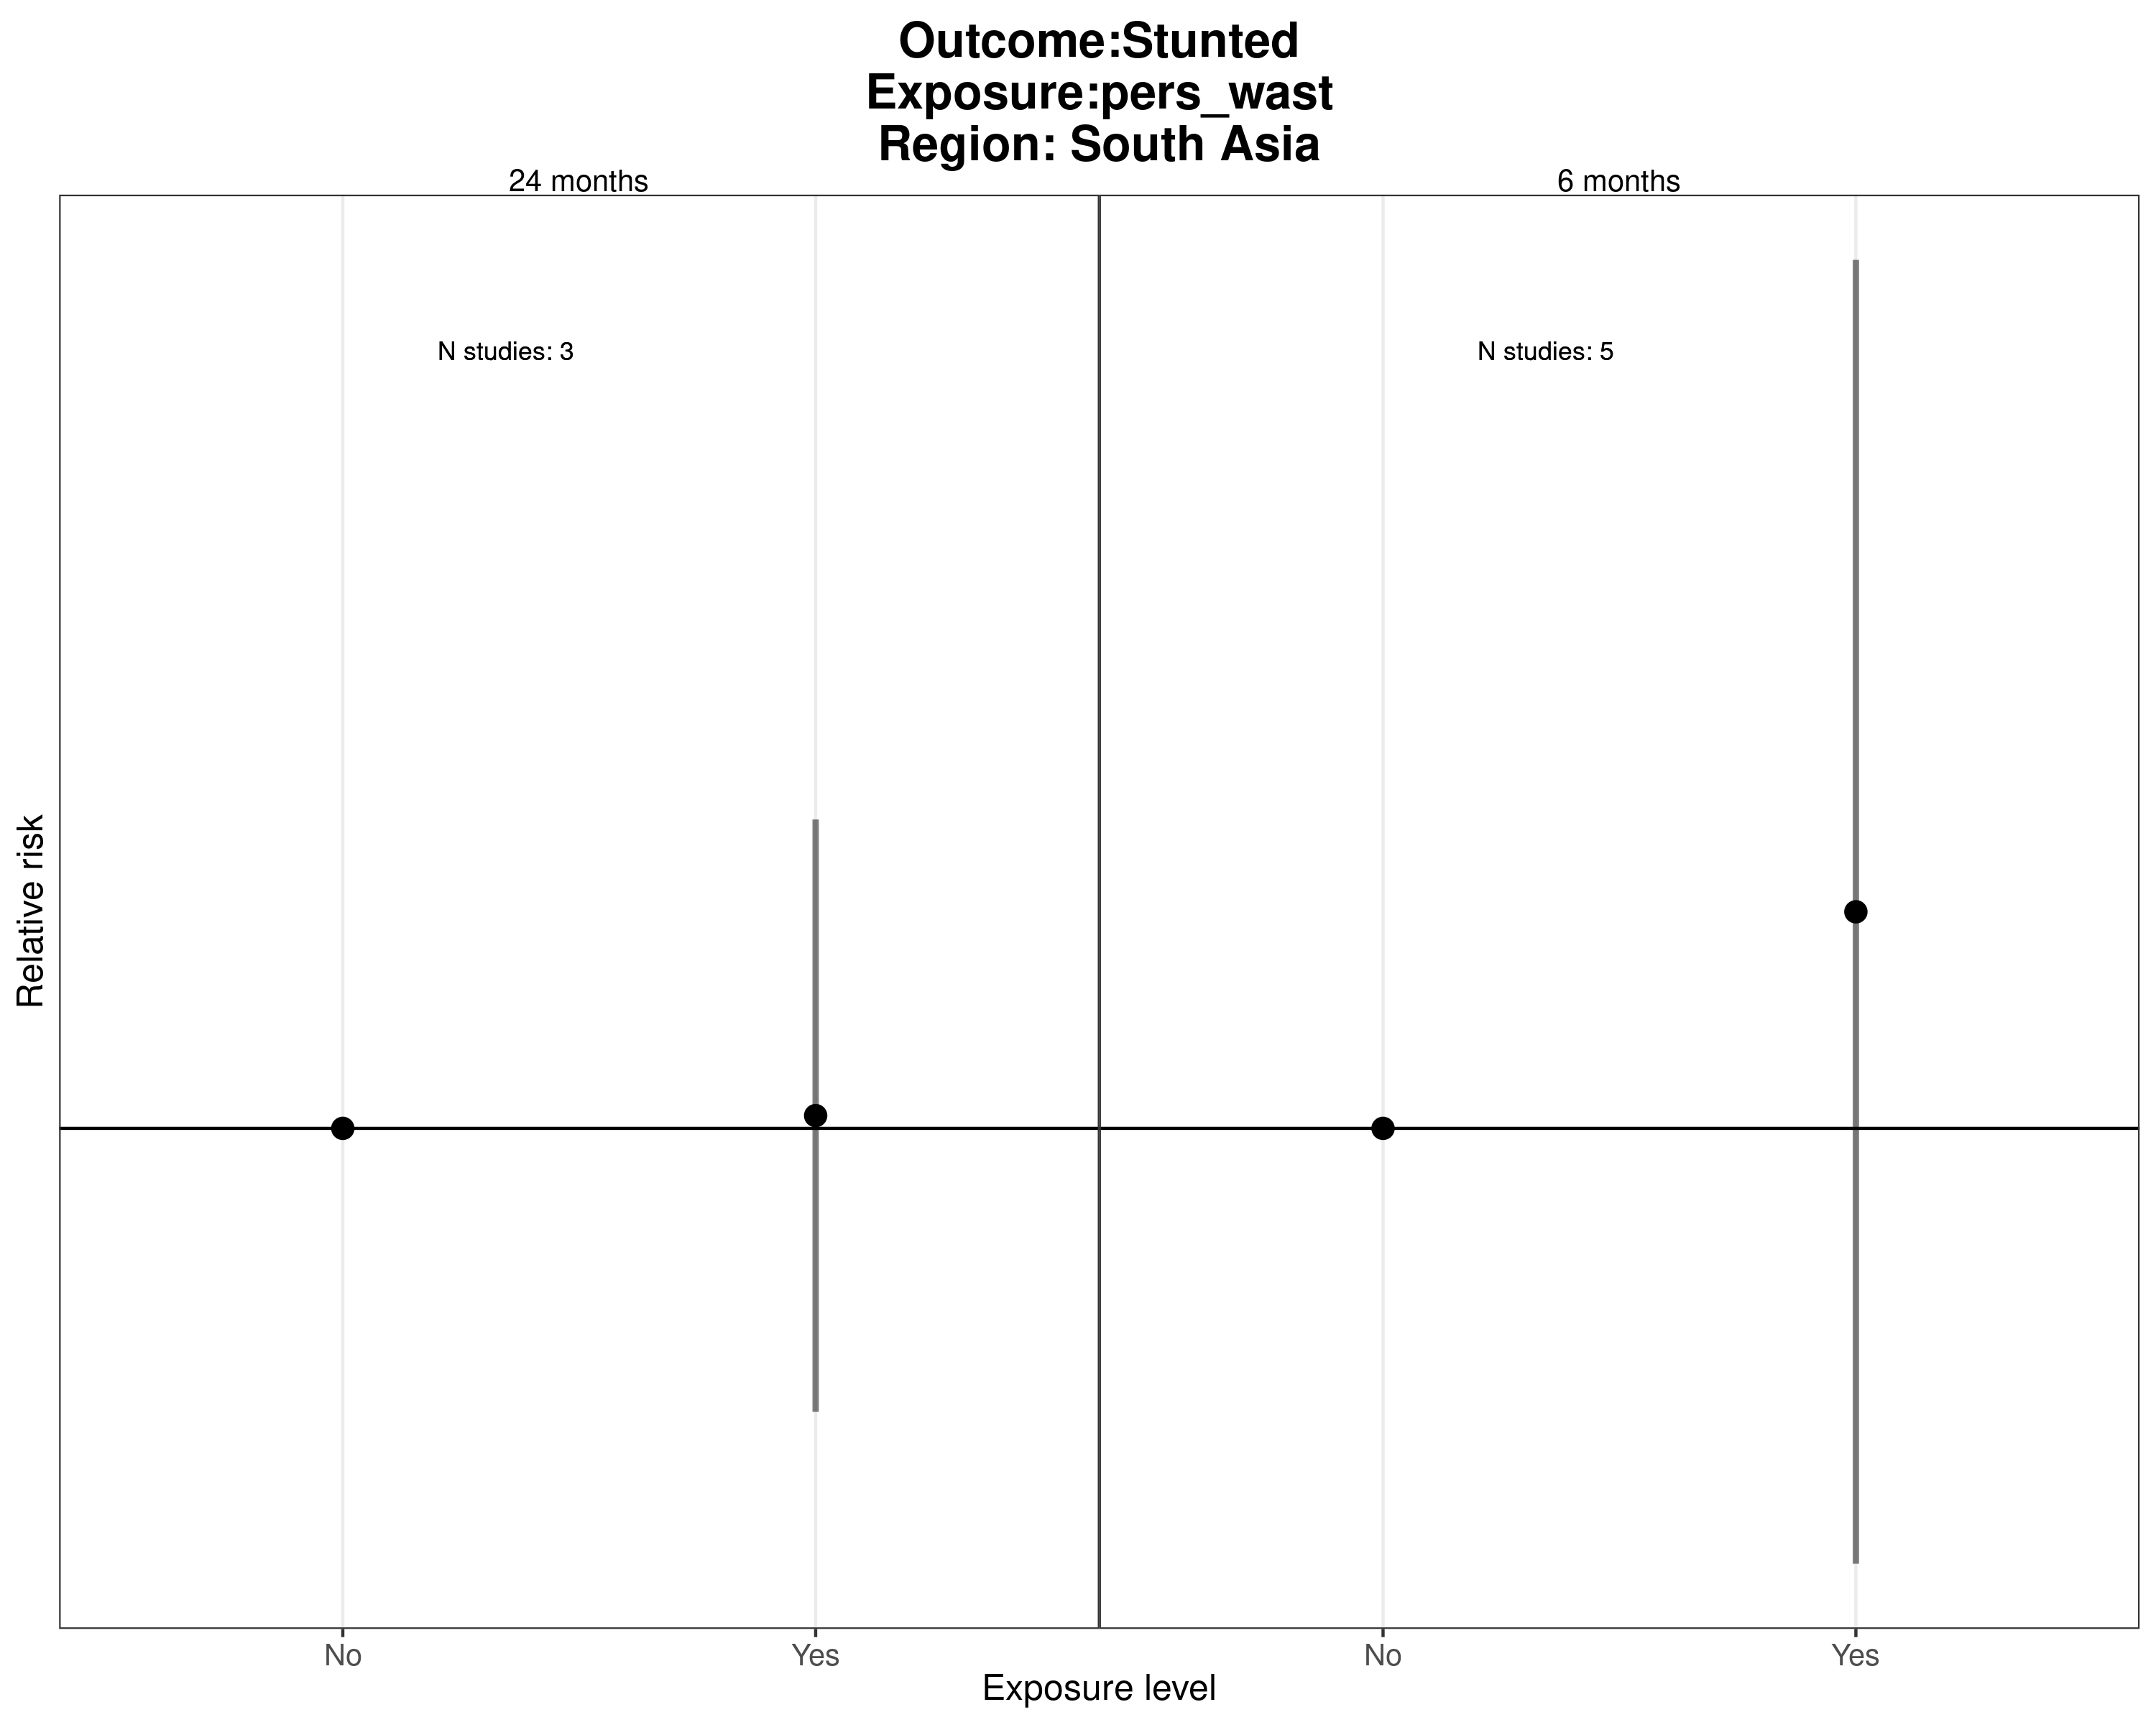 Outcome:Stunted
Exposure:pers_wast
Region: South Asia
24 months
6 months
N studies: 3
N studies: 5
Relative risk
No
Yes
No
Yes
Exposure level